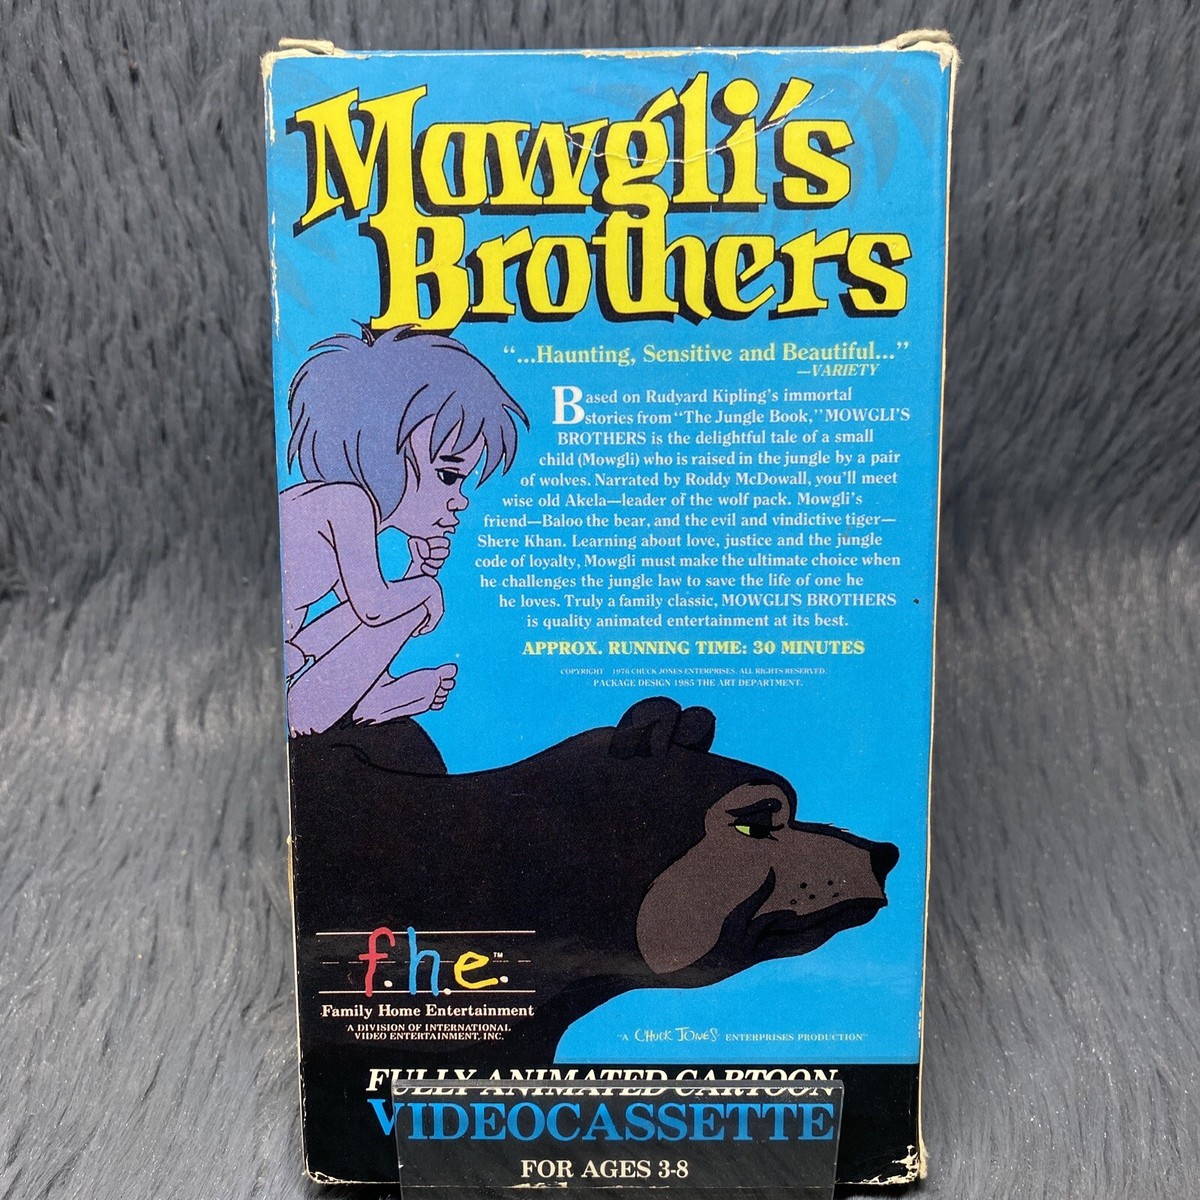 Mowgli's
Brothers
"...Haunting, Sensitive and Beautiful..."
—VARIETY
Based on Rudyard Kipling's immortal
stories from "The Jungle Book," MOWGLI'S
BROTHERS is the delightful tale of a small
child (Mowgli) who is raised in the jungle by a pair
of wolves. Narrated by Roddy McDowall, you'll meet
wise old Akela—leader of the wolf pack. Mowgli's
friend—Baloo the bear, and the evil and vindictive tiger—
Shere Khan. Learning about love, justice and the jungle
code of loyalty, Mowgli must make the ultimate choice when
he challenges the jungle law to save the life of one he
he loves. Truly a family classic, MOWGLI'S BROTHERS
is quality animated entertainment at its best.
APPROX. RUNNING TIME: 30 MINUTES
COPYRIGHT 1976 CHUCK JONES ENTERPRISES. ALL RIGHTS RESERVED.
PACKAGE DESIGN 1985 THE ART DEPARTMENT.
f.h.e.™
Family Home Entertainment
A DIVISION OF INTERNATIONAL
VIDEO ENTERTAINMENT, INC.
"A CHUCK JONES ENTERPRISES PRODUCTION"
FULLY ANIMATED CARTOON
VIDEOCASSETTE
FOR AGES 3-8